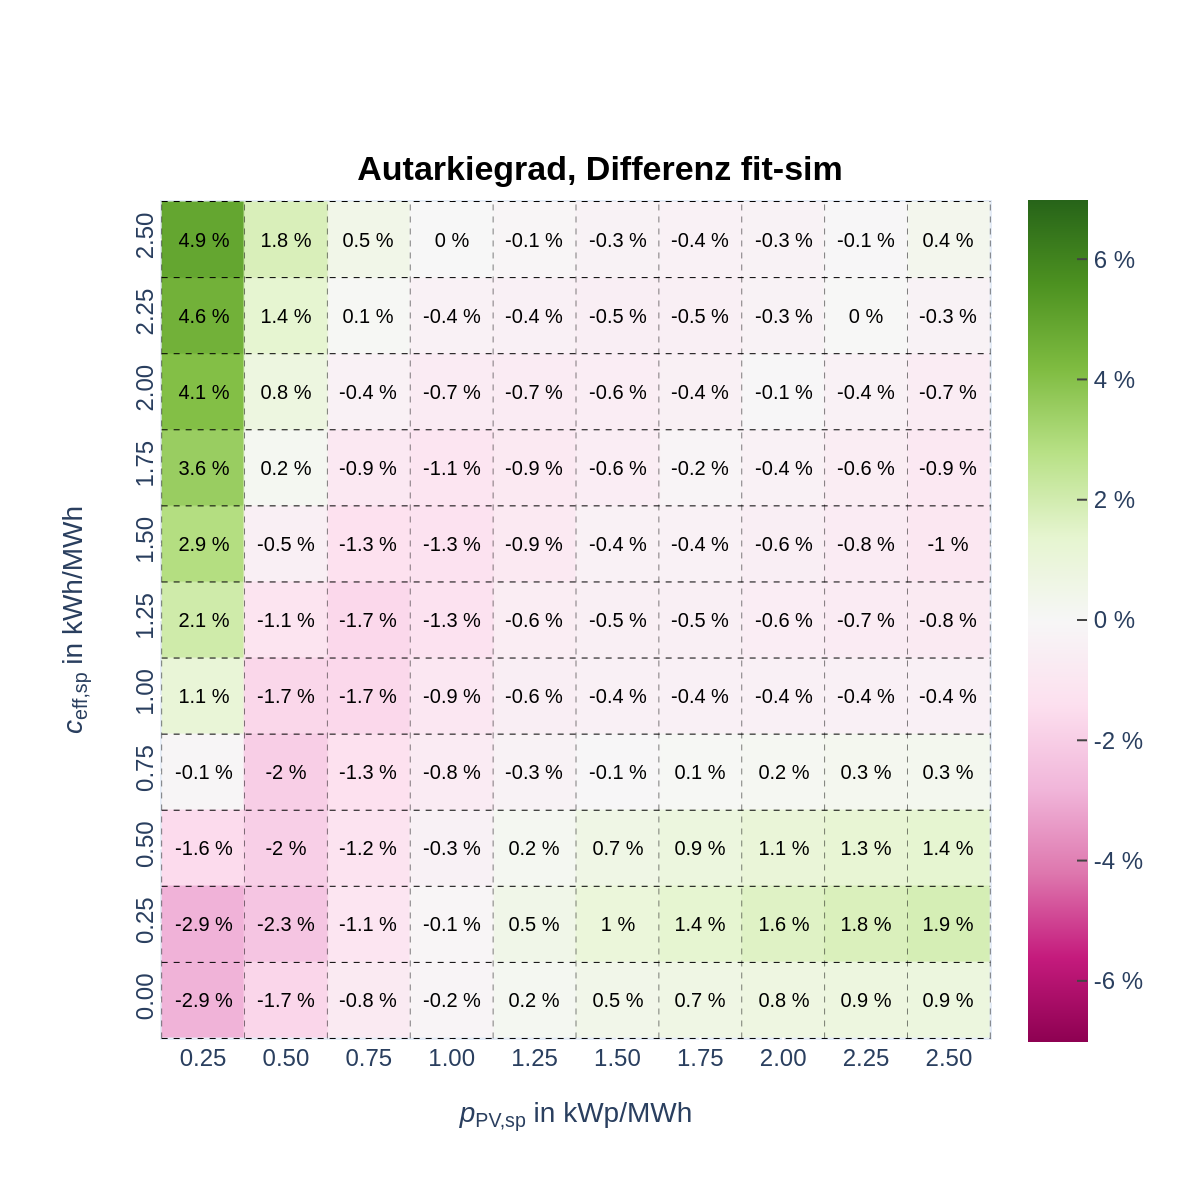 Autarkiegrad, Differenz fit-sim
2.50 4.9 % 1.8 % 0.5 % 0 % -0.1 % -0.3 % -0.4 % -0.3 % -0.1 % 0.4 %
2.25 4.6 % 1.4 % 0.1 % -0.4 % -0.4 % -0.5 % -0.5 % -0.3 % 0 % -0.3 %
2.00 4.1 % 0.8 % -0.4 % -0.7 % -0.7 % -0.6 % -0.4 % -0.1 % -0.4 % -0.7 %
1.75 3.6 % 0.2 % -0.9 % -1.1 % -0.9 % -0.6 % -0.2 % -0.4 % -0.6 % -0.9 %
1.50 2.9 % -0.5 % -1.3 % -1.3 % -0.9 % -0.4 % -0.4 % -0.6 % -0.8 % -1 %
1.25 2.1 % -1.1 % -1.7 % -1.3 % -0.6 % -0.5 % -0.5 % -0.6 % -0.7 % -0.8 %
1.00 1.1 % -1.7 % -1.7 % -0.9 % -0.6 % -0.4 % -0.4 % -0.4 % -0.4 % -0.4 %
0.75 -0.1 % -2 % -1.3 % -0.8 % -0.3 % -0.1 % 0.1 % 0.2 % 0.3 % 0.3 %
0.50 -1.6 % -2 % -1.2 % -0.3 % 0.2 % 0.7 % 0.9 % 1.1 % 1.3 % 1.4 %
0.25 -2.9 % -2.3 % -1.1 % -0.1 % 0.5 % 1 % 1.4 % 1.6 % 1.8 % 1.9 %
0.00 -2.9 % -1.7 % -0.8 % -0.2 % 0.2 % 0.5 % 0.7 % 0.8 % 0.9 % 0.9 %
0.25 0.50 0.75 1.00 1.25 1.50 1.75 2.00 2.25 2.50
pPV,sp in kWp/MWh
ceff,sp in kWh/MWh
6 %
4 %
2 %
0 %
-2 %
-4 %
-6 %